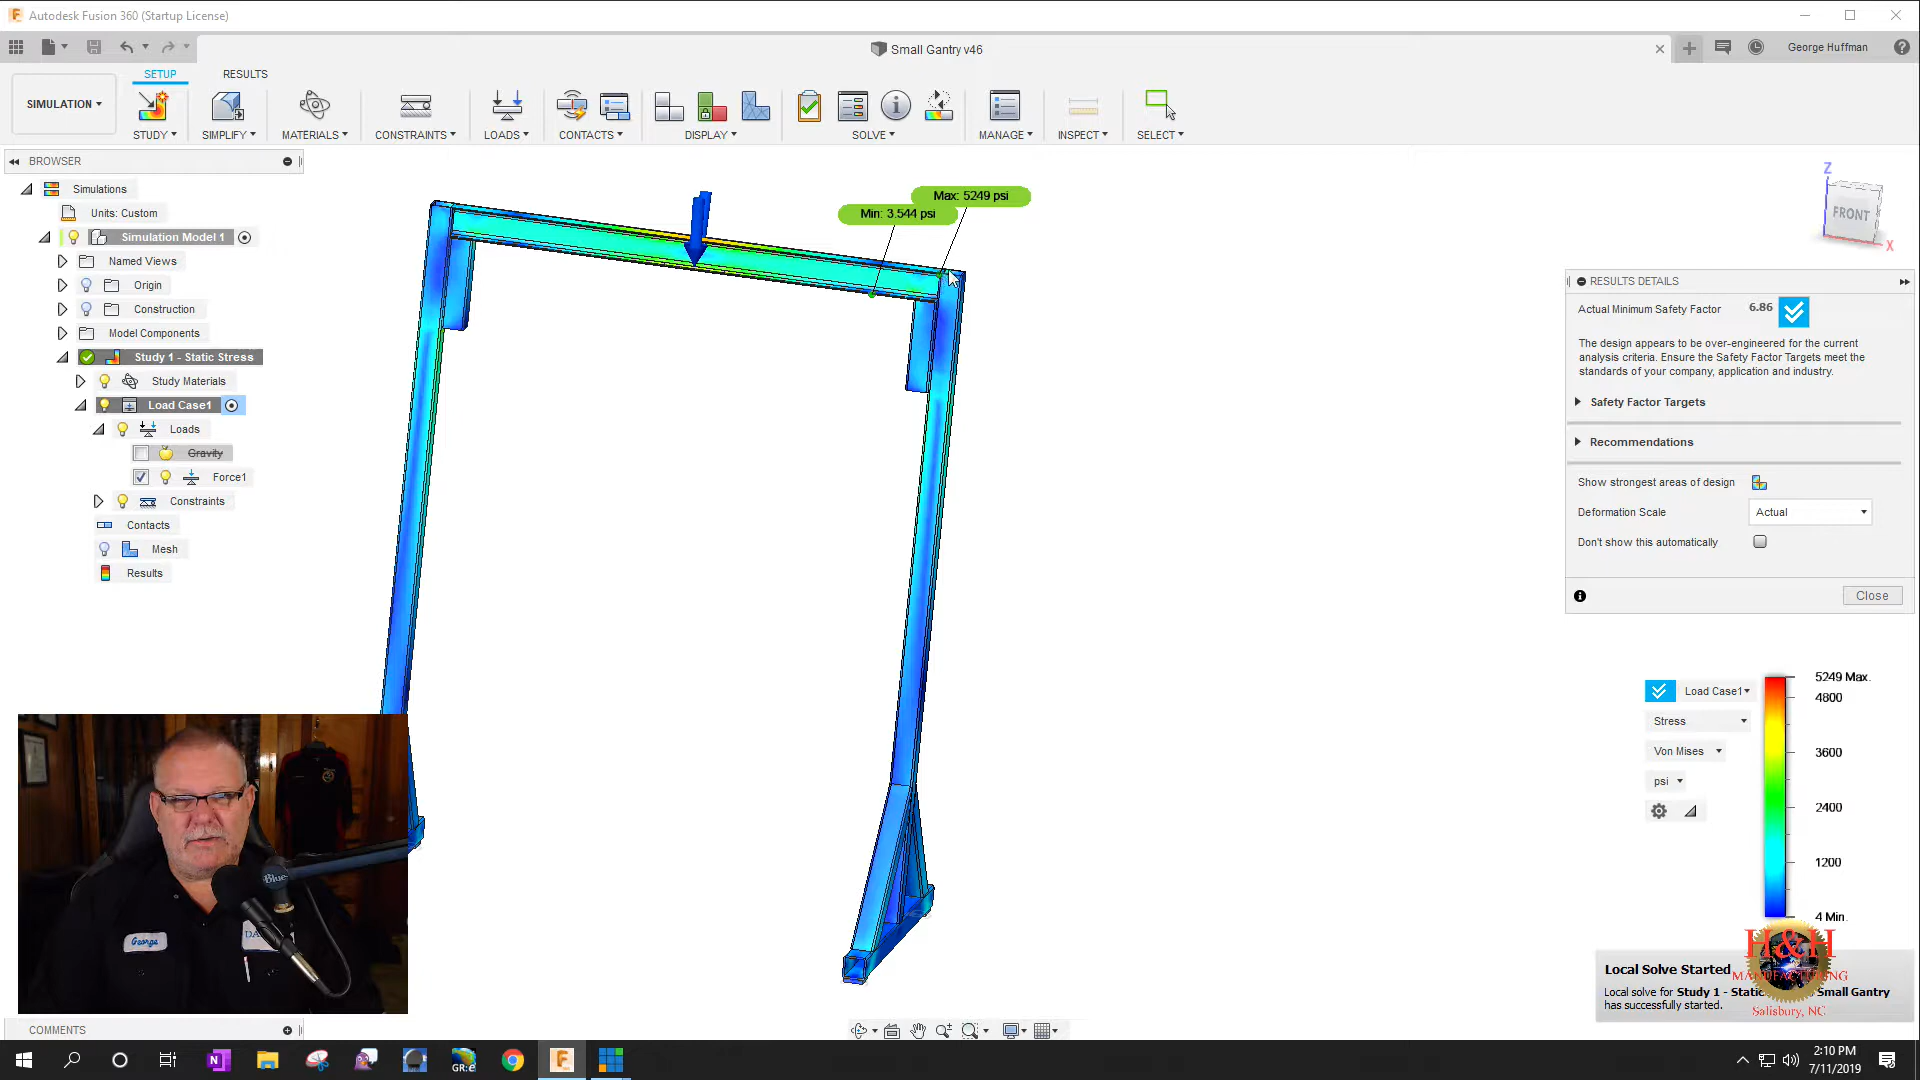 Autodesk Fusion 360 (Startup License)
Small Gantry v46
George Huffman
SETUP
RESULTS
SIMULATION
STUDY
SIMPLIFY
MATERIALS
CONSTRAINTS
LOADS
CONTACTS
DISPLAY
SOLVE
MANAGE
INSPECT
SELECT
BROWSER
Simulations
Units: Custom
Simulation Model 1
Named Views
Origin
Construction
Model Components
Study 1 - Static Stress
Study Materials
Load Case1
Loads
Gravity
Force1
Constraints
Contacts
Mesh
Results
Max: 5249 psi
Min: 3.544 psi
Z
FRONT
X
RESULTS DETAILS
Actual Minimum Safety Factor 6.86
The design appears to be over-engineered for the current
analysis criteria. Ensure the Safety Factor Targets meet the
standards of your company, application and industry.
Safety Factor Targets
Recommendations
Show strongest areas of design
Deformation Scale Actual
Don't show this automatically
Close
Load Case1
Stress
Von Mises
psi
5249 Max.
4800
3600
2400
1200
4 Min.
H&H
MANUFACTURING
Salisbury, NC
Local Solve Started
Local solve for Study 1 - Static Small Gantry
has successfully started.
George
Blue
COMMENTS
GR:e
2:10 PM
7/11/2019